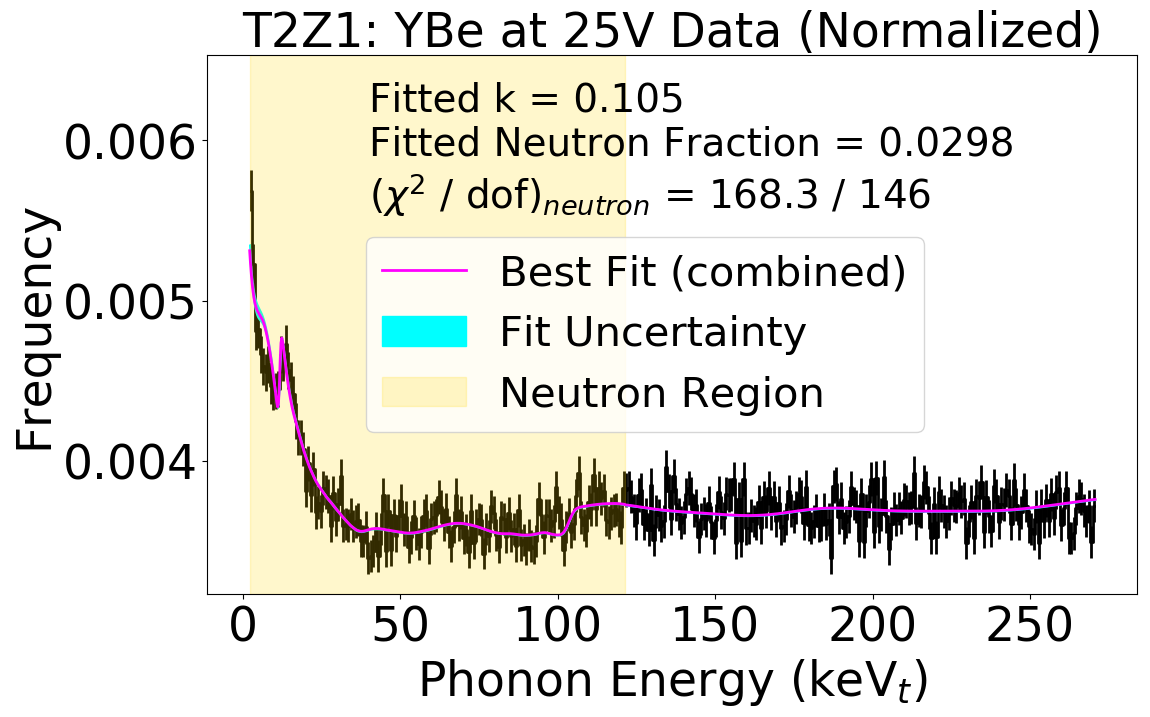 T2Z1: YBe at 25V Data (Normalized)
Fitted k = 0.105
Fitted Neutron Fraction = 0.0298
(χ² / dof)ₙₑᵤₜᵣₒₙ = 168.3 / 146
Best Fit (combined)
Fit Uncertainty
Neutron Region
Frequency
0.006
0.005
0.004
0 50 100 150 200 250
Phonon Energy (keVₜ)